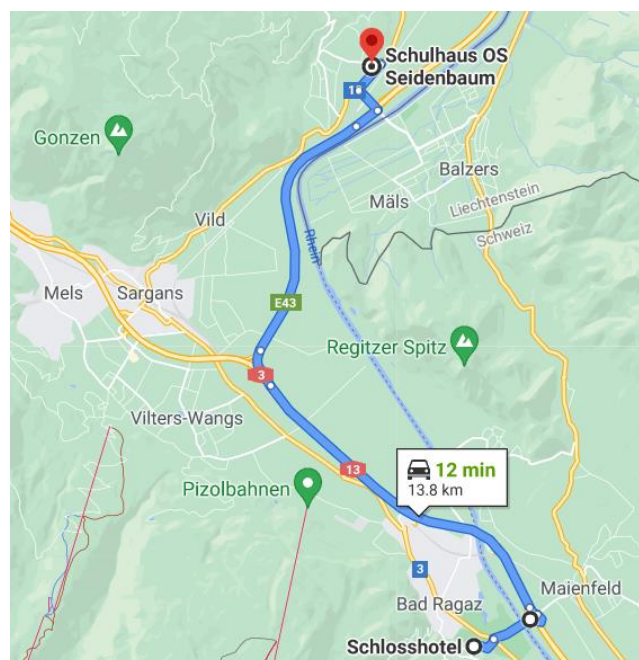 Schulhaus OS
Seidenbaum
Gonzen
Balzers
Mäls
Liechtenstein
Schweiz
Vild
Rhein
Mels
Sargans
E43
Regitzer Spitz
3
Vilters-Wangs
12 min
13.8 km
13
Pizolbahnen
3
Maienfeld
Bad Ragaz
Schlosshotel